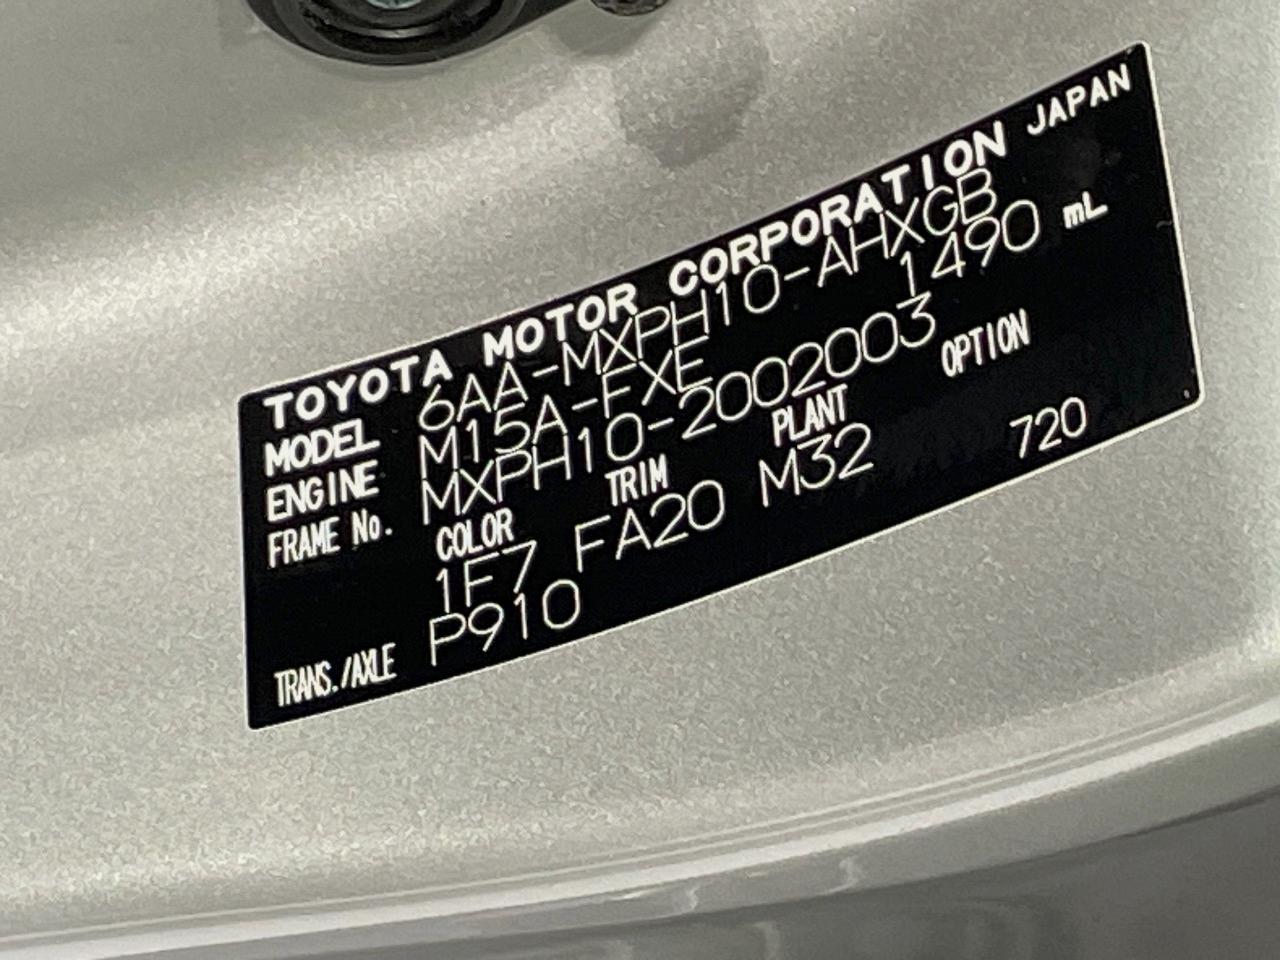 TOYOTA MOTOR CORPORATION JAPAN
MODEL 6AA-MXPH10-AHXGB
ENGINE M15A-FXE 1490 mL
FRAME No. MXPH10-2002003
COLOR TRIM PLANT OPTION
1F7 FA20 M32 720
TRANS./AXLE P910